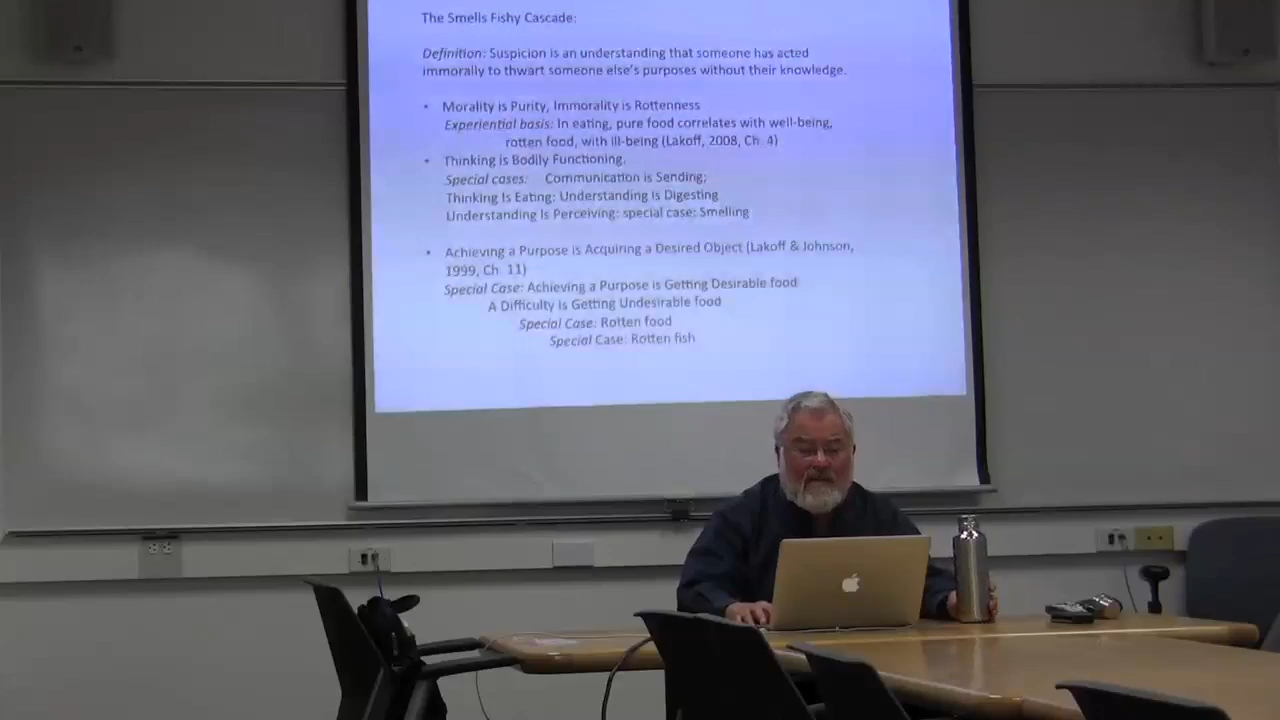 The Smells Fishy Cascade:
Definition: Suspicion is an understanding that someone has acted
immorally to thwart someone else's purposes without their knowledge.
• Morality is Purity, Immorality is Rottenness
Experiential basis: In eating, pure food correlates with well-being,
rotten food, with ill-being (Lakoff, 2008, Ch. 4)
• Thinking is Bodily Functioning.
Special cases: Communication is Sending;
Thinking Is Eating: Understanding is Digesting
Understanding Is Perceiving: special case: Smelling
• Achieving a Purpose is Acquiring a Desired Object (Lakoff & Johnson,
1999, Ch. 11)
Special Case: Achieving a Purpose is Getting Desirable food
A Difficulty is Getting Undesirable food
Special Case: Rotten food
Special Case: Rotten fish